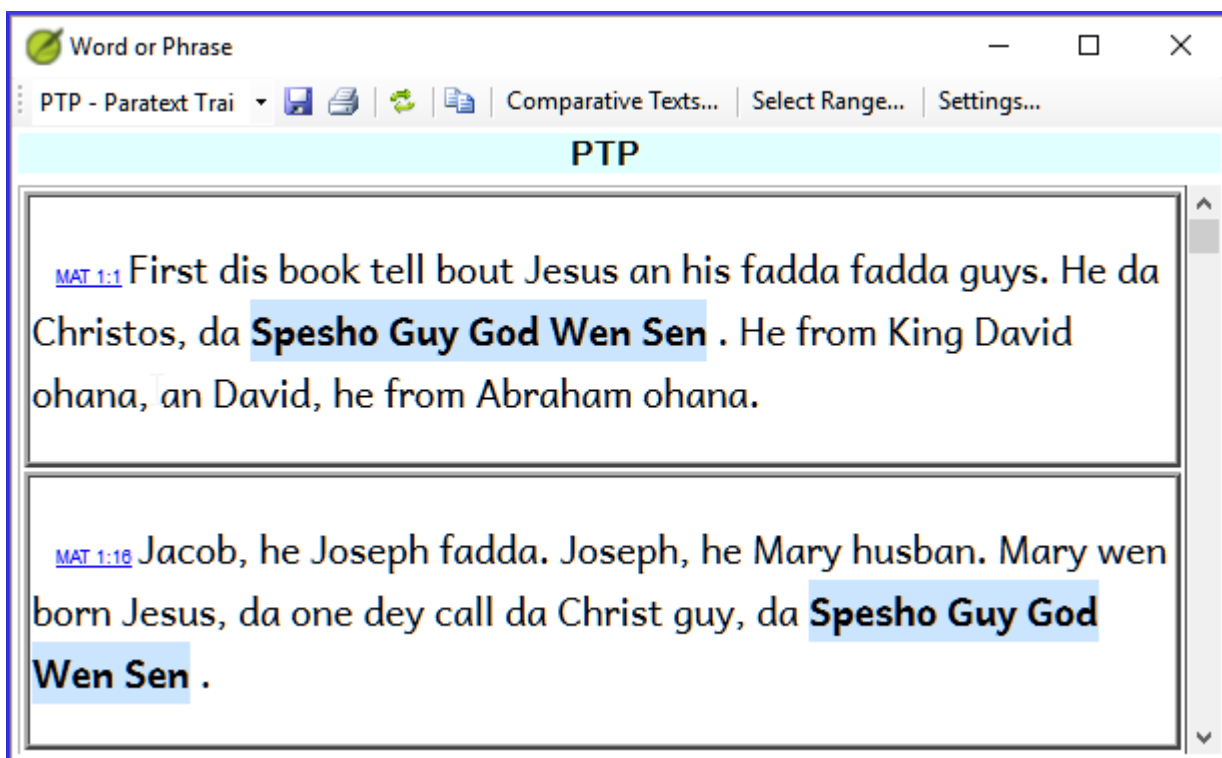 Word or Phrase
PTP - Paratext Trai Comparative Texts... Select Range... Settings...
PTP
MAT 1:1 First dis book tell bout Jesus an his fadda fadda guys. He da
Christos, da Spesho Guy God Wen Sen . He from King David
ohana, an David, he from Abraham ohana.
MAT 1:16 Jacob, he Joseph fadda. Joseph, he Mary husban. Mary wen
born Jesus, da one dey call da Christ guy, da Spesho Guy God
Wen Sen .